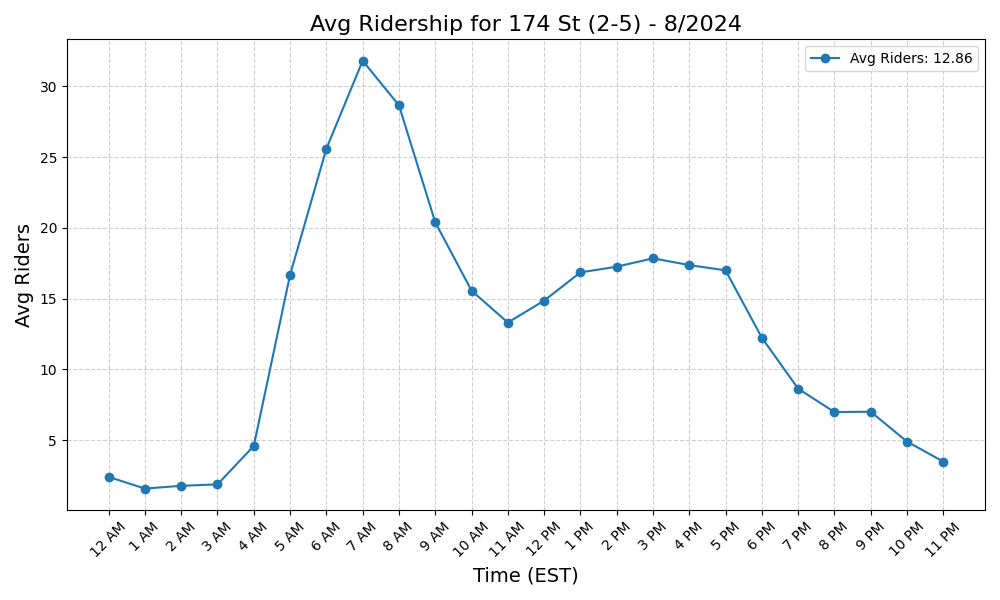 Avg Ridership for 174 St (2-5) - 8/2024
Avg Riders: 12.86
Avg Riders
30
25
20
15
10
5
12 AM
1 AM
2 AM
3 AM
4 AM
5 AM
6 AM
7 AM
8 AM
9 AM
10 AM
11 AM
12 PM
1 PM
2 PM
3 PM
4 PM
5 PM
6 PM
7 PM
8 PM
9 PM
10 PM
11 PM
Time (EST)